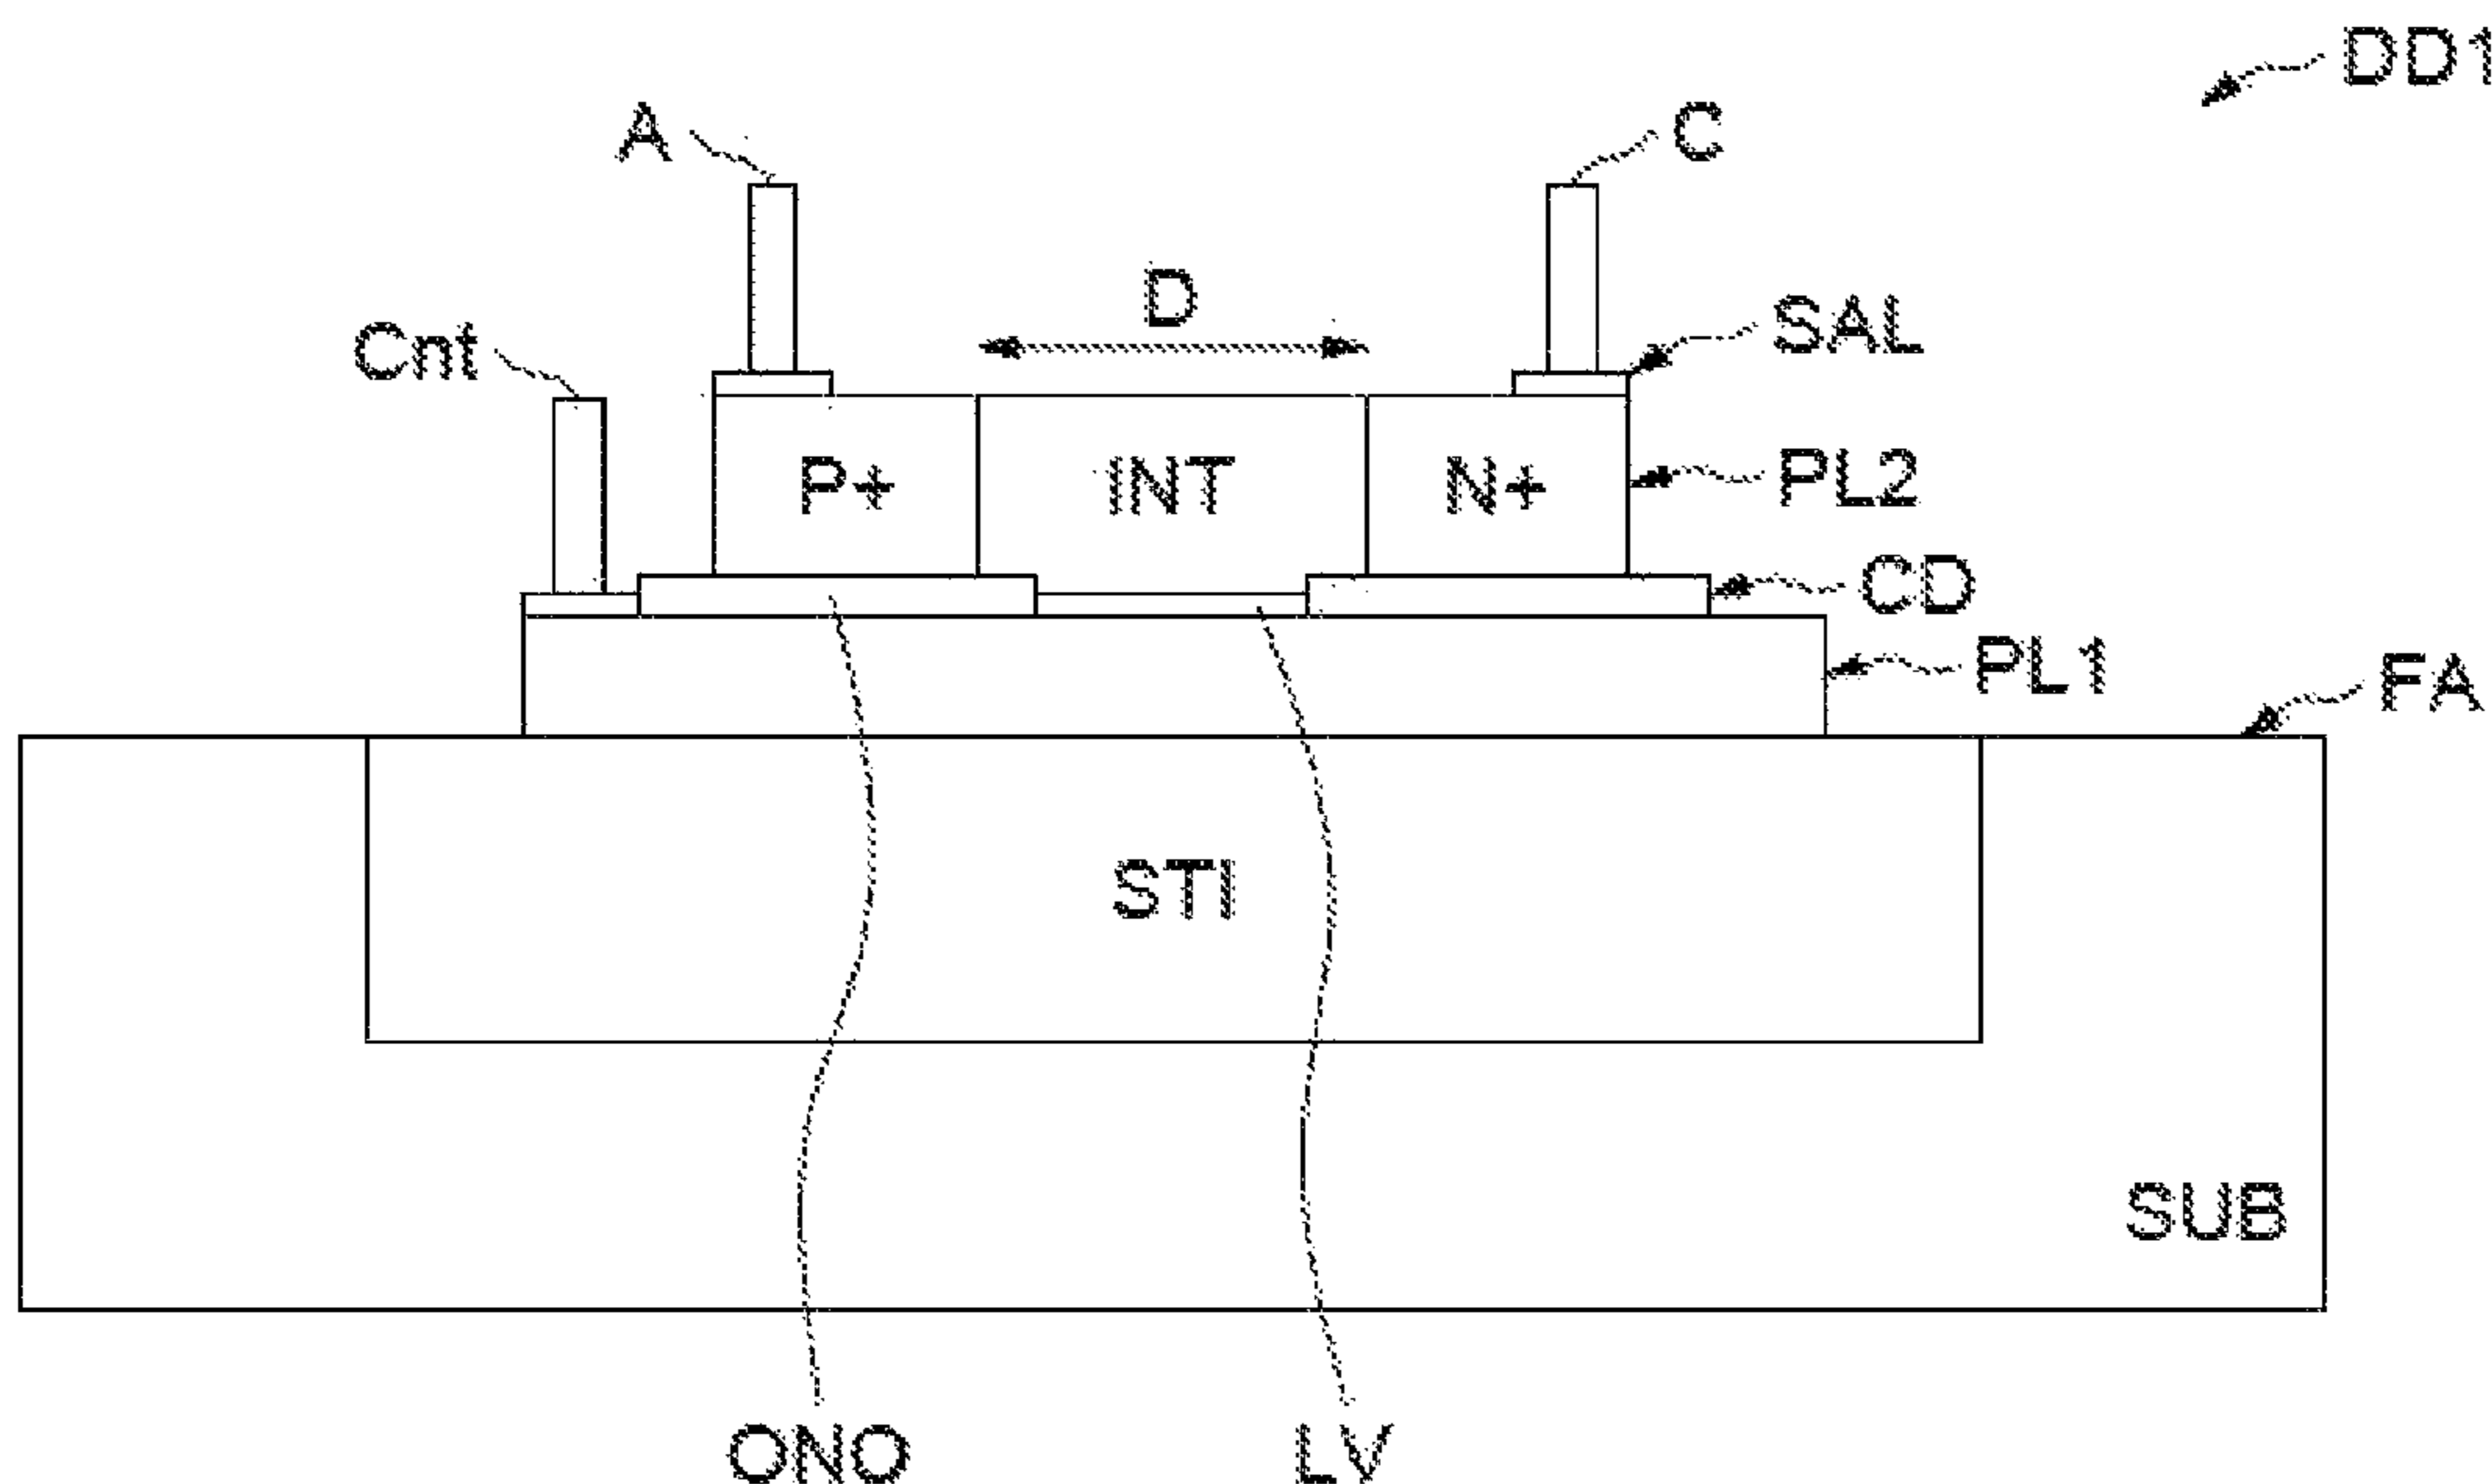 DD1
A
C
D
SAL
Cnt
P+
INT
N+
PL2
CD
PL1
FA
STI
SUB
ONO
LV